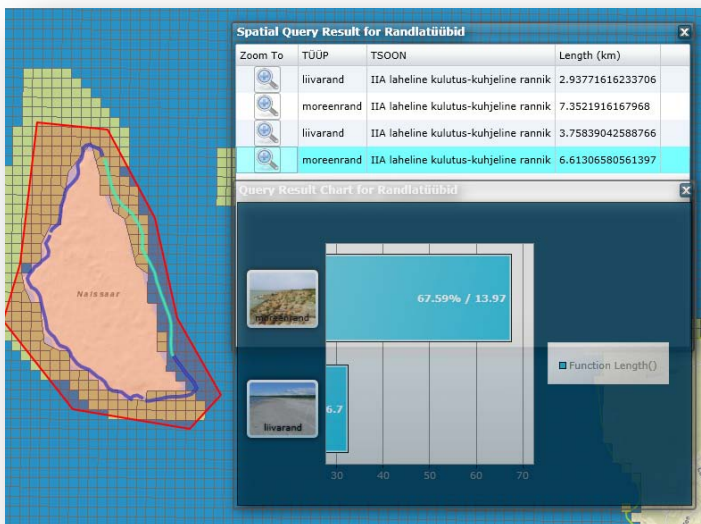 Spatial Query Result for Randlatüübid
Zoom To TÜÜP TSOON Length (km)
liivarand IIA laheline kulutus-kuhjeline rannik 2.93771616233706
moreenrand IIA laheline kulutus-kuhjeline rannik 7.3521916167968
liivarand IIA laheline kulutus-kuhjeline rannik 3.75839042588766
moreenrand IIA laheline kulutus-kuhjeline rannik 6.61306580561397
Query Result Chart for Randlatüübid
Naissaar
moreenrand
67.59% / 13.97
Function Length()
liivarand
6.7
30 40 50 60 70